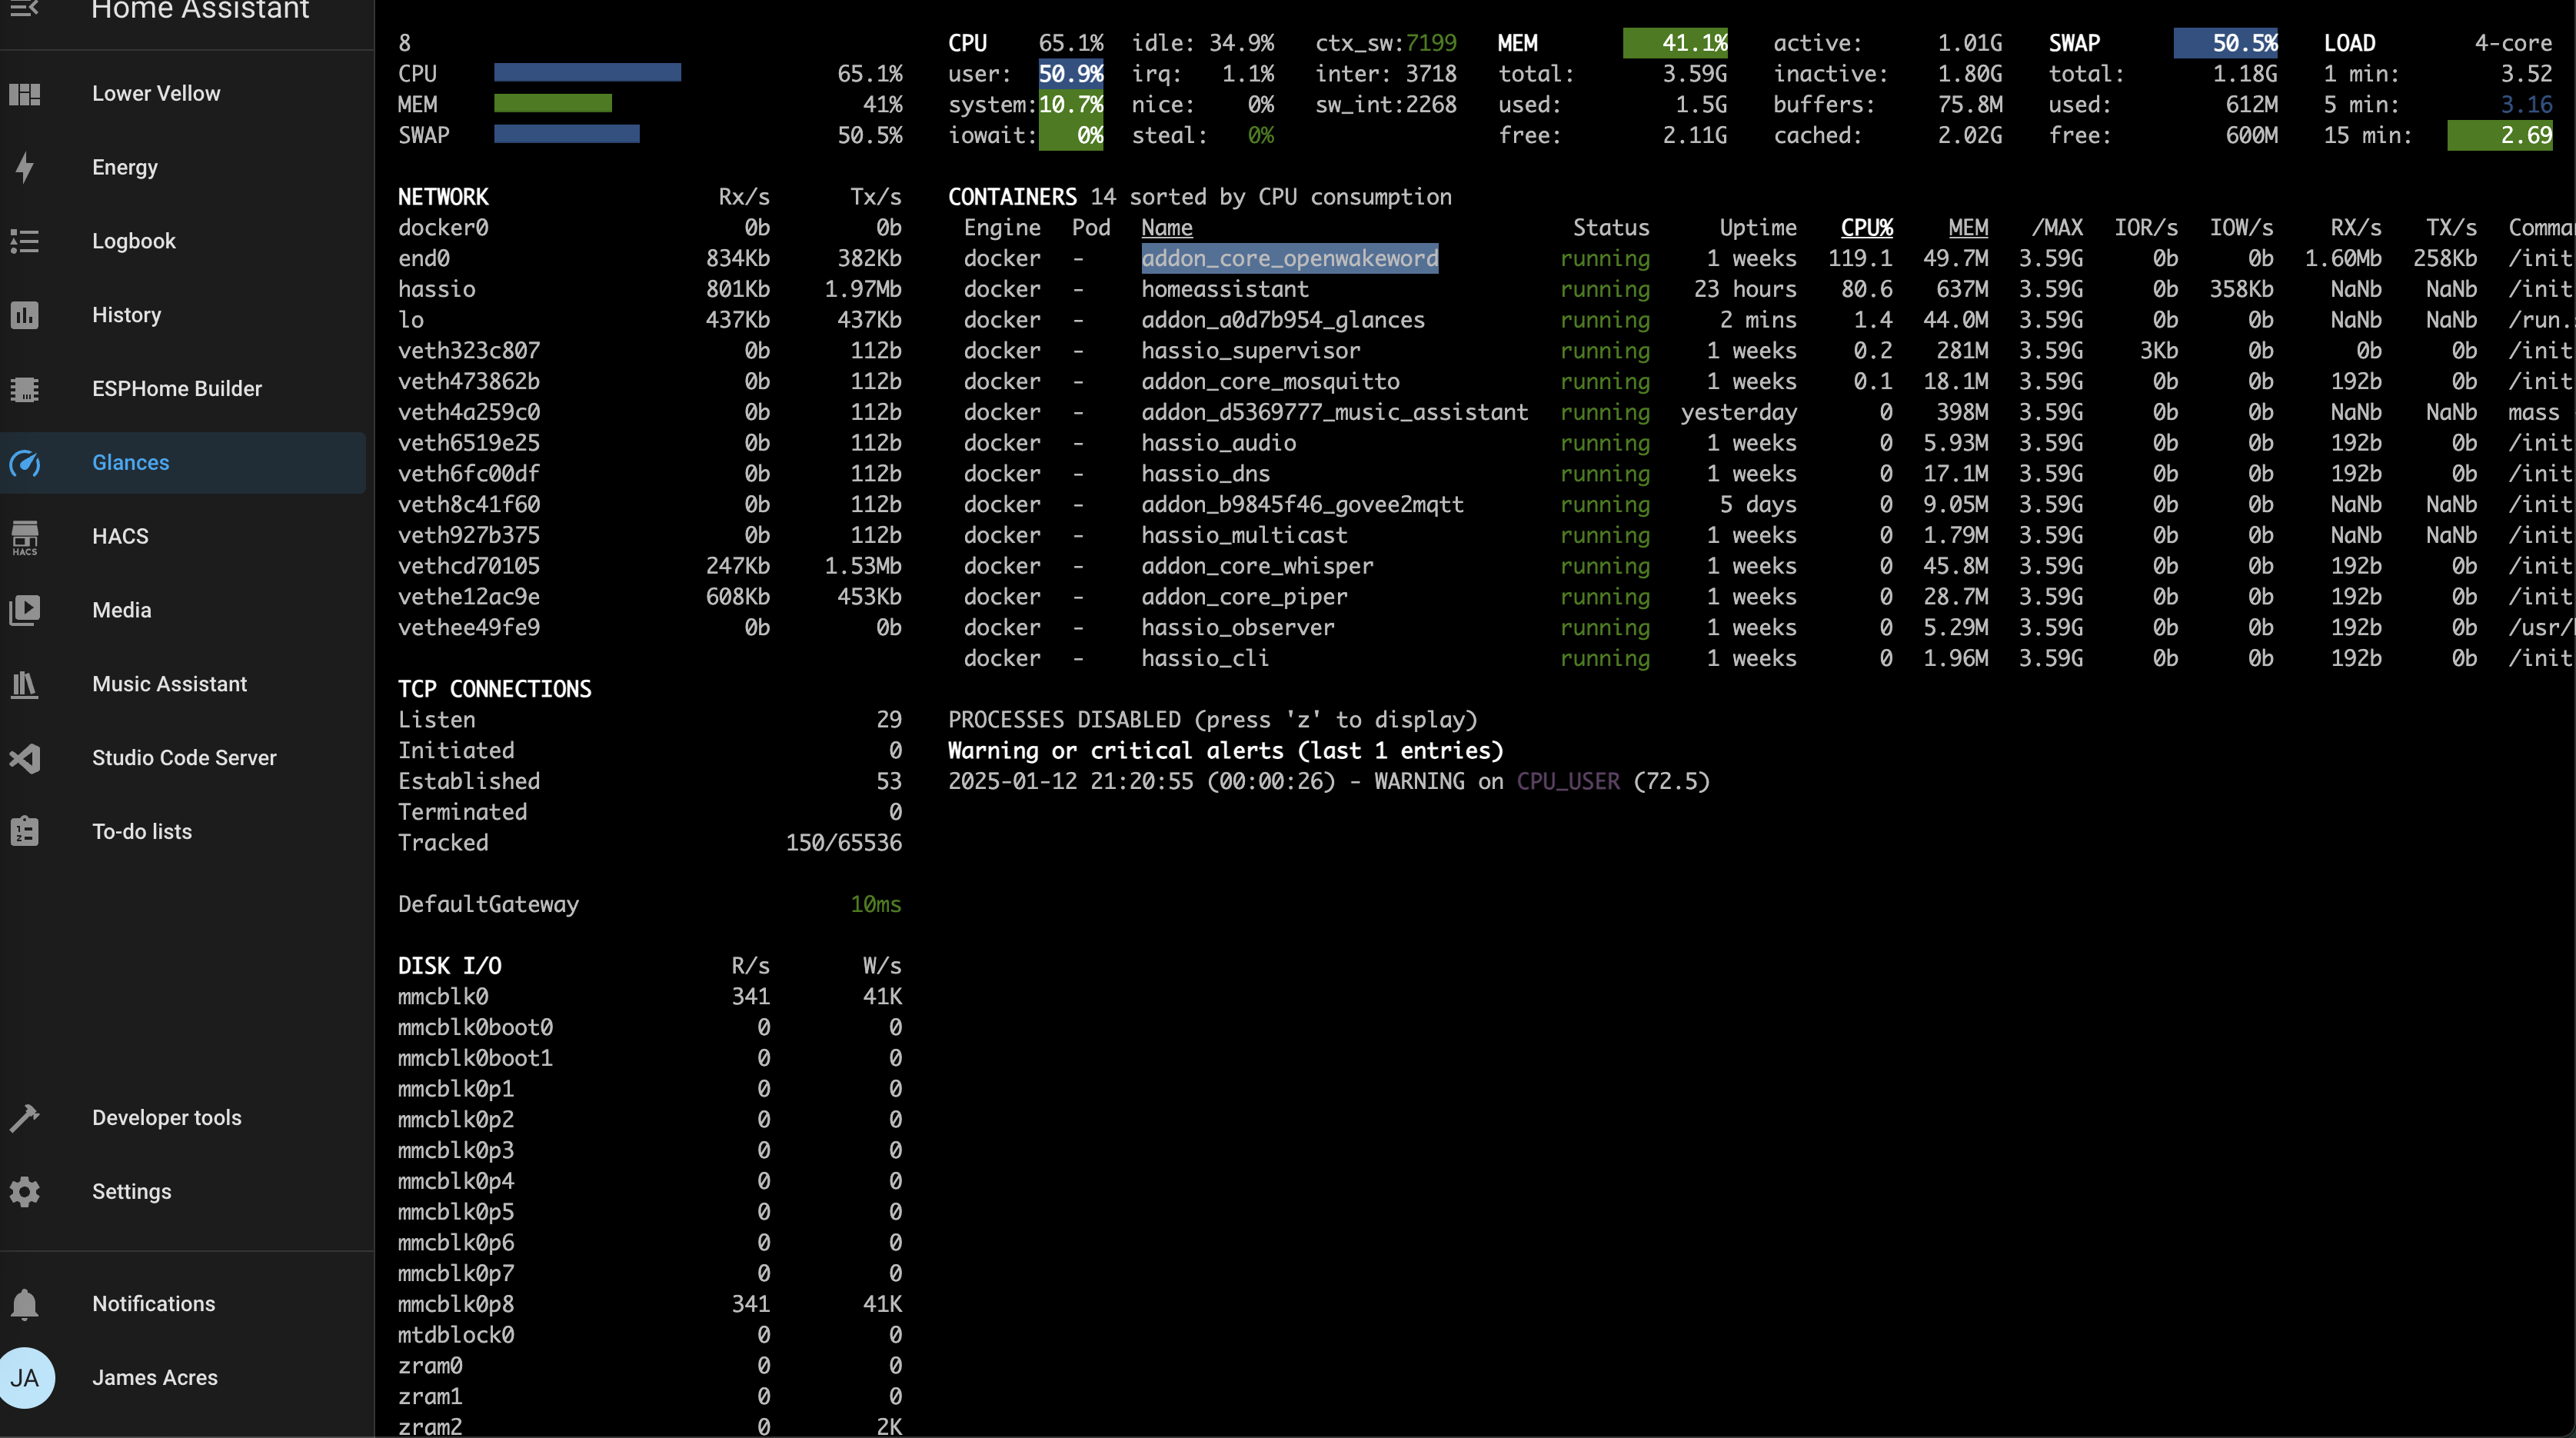 Home Assistant
Lower Vellow
Energy
Logbook
History
ESPHome Builder
Glances
HACS
HACS
Media
Music Assistant
Studio Code Server
To-do lists
Developer tools
Settings
Notifications
JA James Acres
8
CPU 65.1%
MEM 41%
SWAP 50.5%
CPU 65.1% idle: 34.9% ctx_sw:7199 MEM 41.1% active: 1.01G SWAP 50.5% LOAD 4-core
user: 50.9% irq: 1.1% inter: 3718 total: 3.59G inactive: 1.80G total: 1.18G 1 min: 3.52
system:10.7% nice: 0% sw_int:2268 used: 1.5G buffers: 75.8M used: 612M 5 min: 3.16
iowait: 0% steal: 0% free: 2.11G cached: 2.02G free: 600M 15 min: 2.69
NETWORK Rx/s Tx/s
docker0 0b 0b
end0 834Kb 382Kb
hassio 801Kb 1.97Mb
lo 437Kb 437Kb
veth323c807 0b 112b
veth473862b 0b 112b
veth4a259c0 0b 112b
veth6519e25 0b 112b
veth6fc00df 0b 112b
veth8c41f60 0b 112b
veth927b375 0b 112b
vethcd70105 247Kb 1.53Mb
vethe12ac9e 608Kb 453Kb
vethee49fe9 0b 0b
TCP CONNECTIONS
Listen 29
Initiated 0
Established 53
Terminated 0
Tracked 150/65536
DefaultGateway 10ms
DISK I/O R/s W/s
mmcblk0 341 41K
mmcblk0boot0 0 0
mmcblk0boot1 0 0
mmcblk0p1 0 0
mmcblk0p2 0 0
mmcblk0p3 0 0
mmcblk0p4 0 0
mmcblk0p5 0 0
mmcblk0p6 0 0
mmcblk0p7 0 0
mmcblk0p8 341 41K
mtdblock0 0 0
zram0 0 0
zram1 0 0
zram2 0 2K
CONTAINERS 14 sorted by CPU consumption
Engine Pod Name Status Uptime CPU% MEM /MAX IOR/s IOW/s RX/s TX/s Comma
docker - addon_core_openwakeword running 1 weeks 119.1 49.7M 3.59G 0b 0b 1.60Mb 258Kb /init
docker - homeassistant running 23 hours 80.6 637M 3.59G 0b 358Kb NaNb NaNb /init
docker - addon_a0d7b954_glances running 2 mins 1.4 44.0M 3.59G 0b 0b NaNb NaNb /run.
docker - hassio_supervisor running 1 weeks 0.2 281M 3.59G 3Kb 0b 0b 0b /init
docker - addon_core_mosquitto running 1 weeks 0.1 18.1M 3.59G 0b 0b 192b 0b /init
docker - addon_d5369777_music_assistant running yesterday 0 398M 3.59G 0b 0b NaNb NaNb mass
docker - hassio_audio running 1 weeks 0 5.93M 3.59G 0b 0b 192b 0b /init
docker - hassio_dns running 1 weeks 0 17.1M 3.59G 0b 0b 192b 0b /init
docker - addon_b9845f46_govee2mqtt running 5 days 0 9.05M 3.59G 0b 0b NaNb NaNb /init
docker - hassio_multicast running 1 weeks 0 1.79M 3.59G 0b 0b NaNb NaNb /init
docker - addon_core_whisper running 1 weeks 0 45.8M 3.59G 0b 0b 192b 0b /init
docker - addon_core_piper running 1 weeks 0 28.7M 3.59G 0b 0b 192b 0b /init
docker - hassio_observer running 1 weeks 0 5.29M 3.59G 0b 0b 192b 0b /usr/
docker - hassio_cli running 1 weeks 0 1.96M 3.59G 0b 0b 192b 0b /init
PROCESSES DISABLED (press 'z' to display)
Warning or critical alerts (last 1 entries)
2025-01-12 21:20:55 (00:00:26) - WARNING on CPU_USER (72.5)